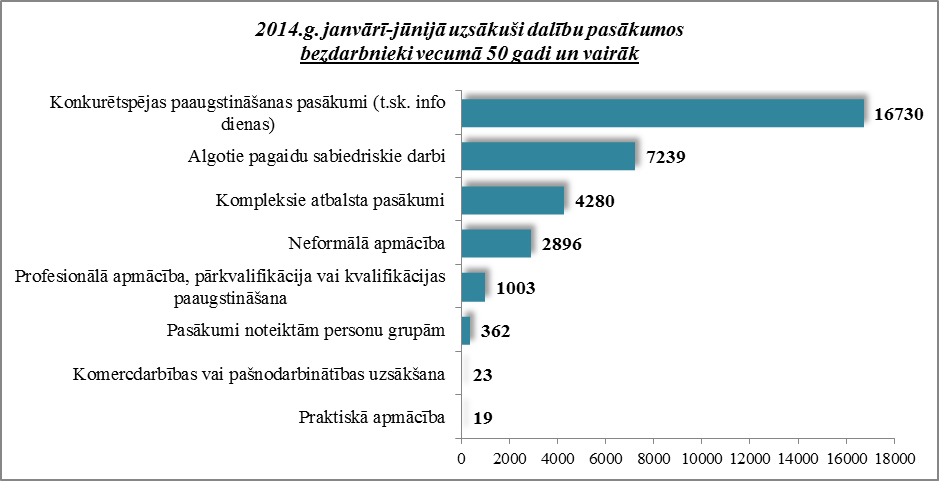 2014.g. janvārī-jūnijā uzsākuši dalību pasākumos
bezdarbnieki vecumā 50 gadi un vairāk
Konkurētspējas paaugstināšanas pasākumi (t.sk. info
dienas)
16730
Algotie pagaidu sabiedriskie darbi
7239
Kompleksie atbalsta pasākumi
4280
Neformālā apmācība
2896
Profesionālā apmācība, pārkvalifikācija vai kvalifikācijas
paaugstināšana
1003
Pasākumi noteiktām personu grupām
362
Komercdarbības vai pašnodarbinātības uzsākšana
23
Praktiskā apmācība
19
0 2000 4000 6000 8000 10000 12000 14000 16000 18000